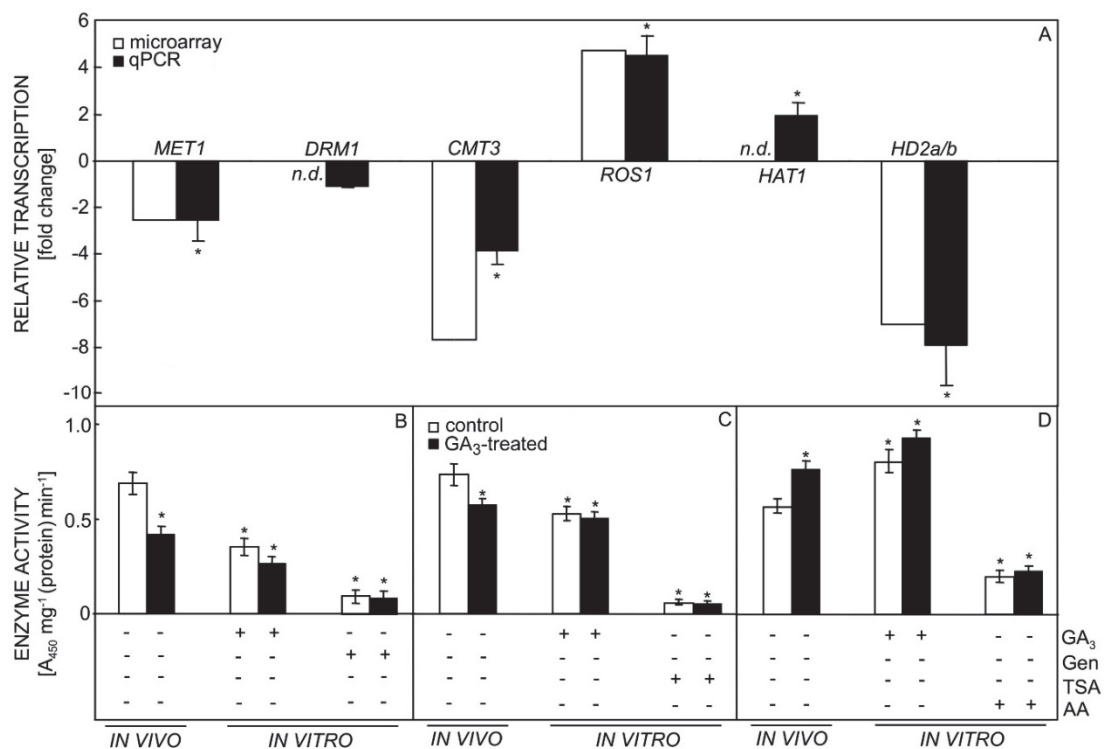 A
microarray
qPCR
RELATIVE TRANSCRIPTION
[fold change]
6
4
2
0
-2
-4
-6
-8
-10
MET1 DRM1 CMT3 n.d. HD2a/b
n.d. ROS1 HAT1
* * * * *
B C D
control
GA₃-treated
ENZYME ACTIVITY
[A₄₅₀ mg⁻¹ (protein) min⁻¹]
1.0
0.5
0
* * * * *
* * * * *
* * * * *
- - + + - - - - + + - - - - + + - - GA₃
- - - - + + - - - - - - - - - - - - Gen
- - - - - - - - - - + + - - - - - - TSA
- - - - - - - - - - - - - - - - + + AA
IN VIVO IN VITRO IN VIVO IN VITRO IN VIVO IN VITRO